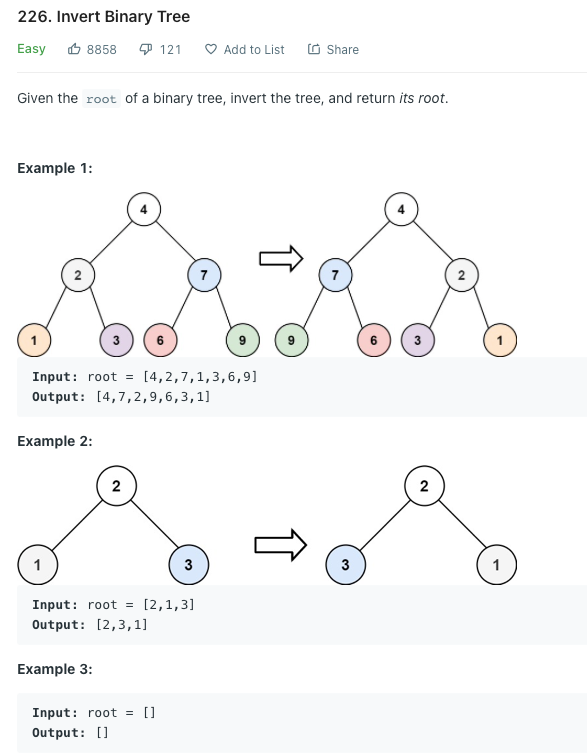 226. Invert Binary Tree
Easy 8858 121 Add to List Share
Given the root of a binary tree, invert the tree, and return its root.
Example 1:
4 4
2 7 7 2
1 3 6 9 9 6 3 1
Input: root = [4,2,7,1,3,6,9]
Output: [4,7,2,9,6,3,1]
Example 2:
2 2
1 3 3 1
Input: root = [2,1,3]
Output: [2,3,1]
Example 3:
Input: root = []
Output: []